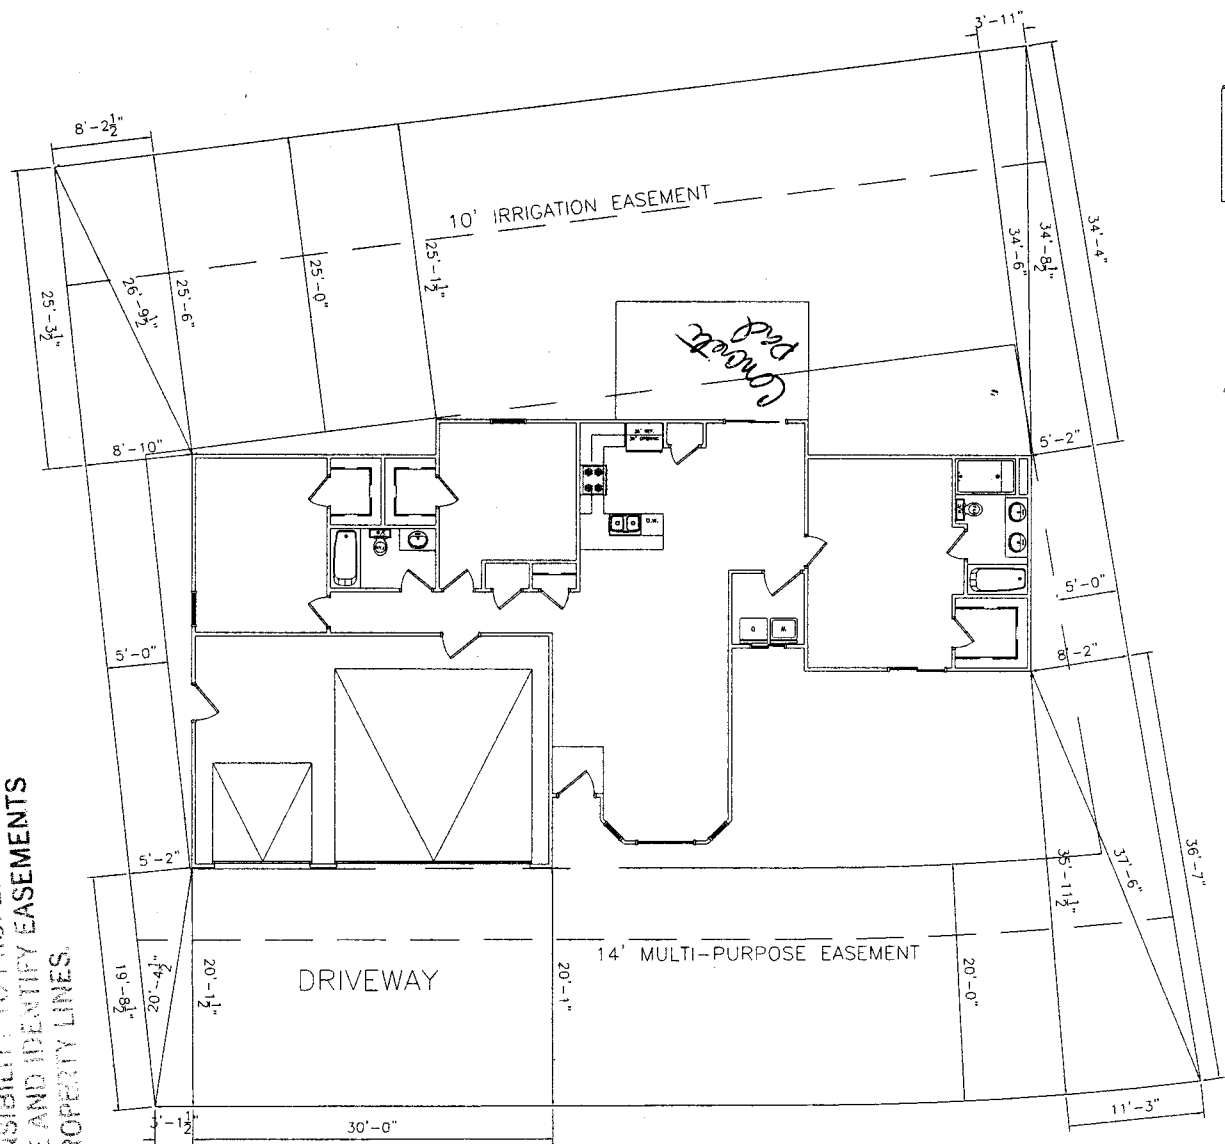 3'-11"
8'-2½"
10' IRRIGATION EASEMENT
34'-4"
34'-8½"
34'-6"
25'-1½"
25'-0"
25'-6"
26'-9½"
25'-3½"
Concrete
pad
8'-10"
5'-2"
D.W.
5'-0"
D
W
5'-0"
8'-2"
5'-2"
36'-7"
37'-6"
35'-11½"
14' MULTI-PURPOSE EASEMENT
DRIVEWAY
19'-8½"
20'-4½"
20'-1½"
20'-1"
20'-0"
3'-1½"
30'-0"
11'-3"
AND IDENTIFY EASEMENTS
LINES.